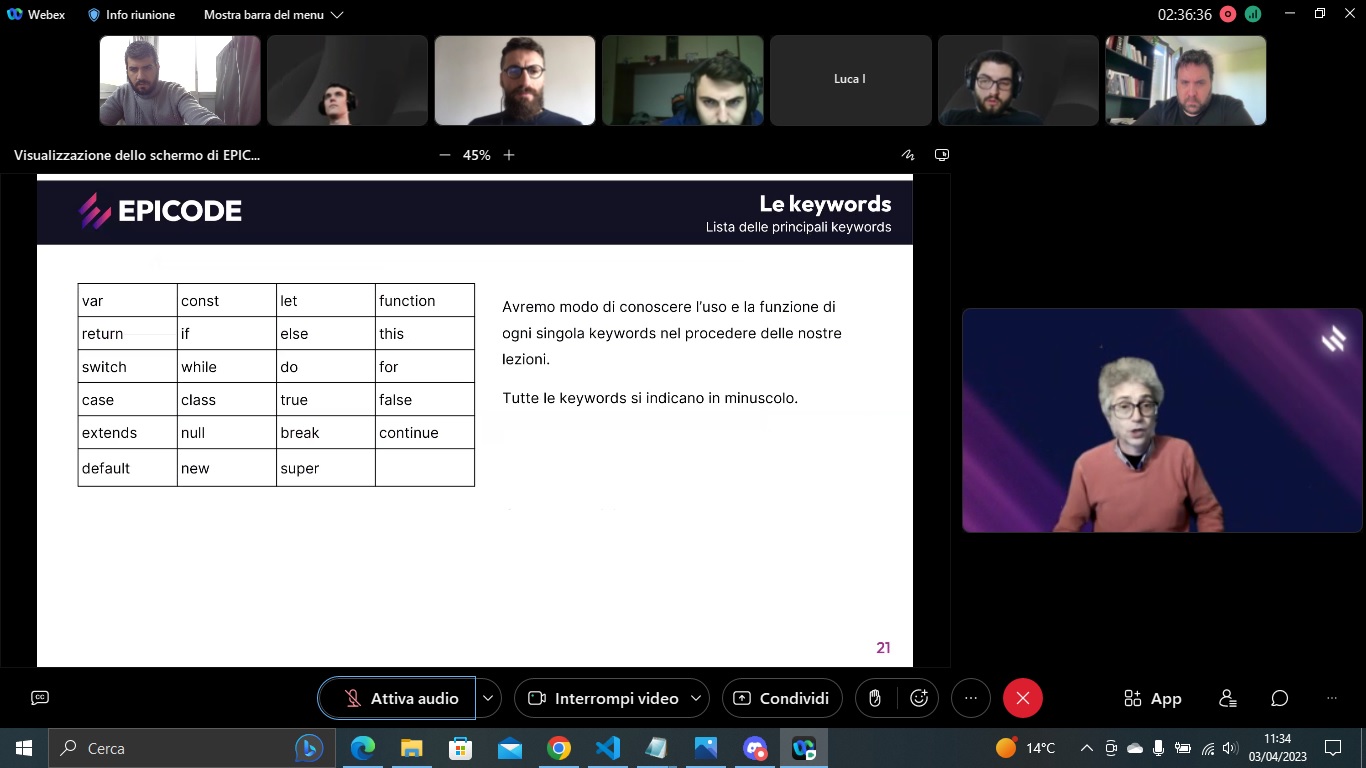 Webex
Info riunione
Mostra barra del menu
02:36:36
Luca I
Visualizzazione dello schermo di EPIC...
45%
EPICODE
Le keywords
Lista delle principali keywords
var const let function
return if else this
switch while do for
case class true false
extends null break continue
default new super
Avremo modo di conoscere l'uso e la funzione di
ogni singola keywords nel procedere delle nostre
lezioni.
Tutte le keywords si indicano in minuscolo.
21
CC
Attiva audio
Interrompi video
Condividi
App
Cerca
14°C
11:34
03/04/2023